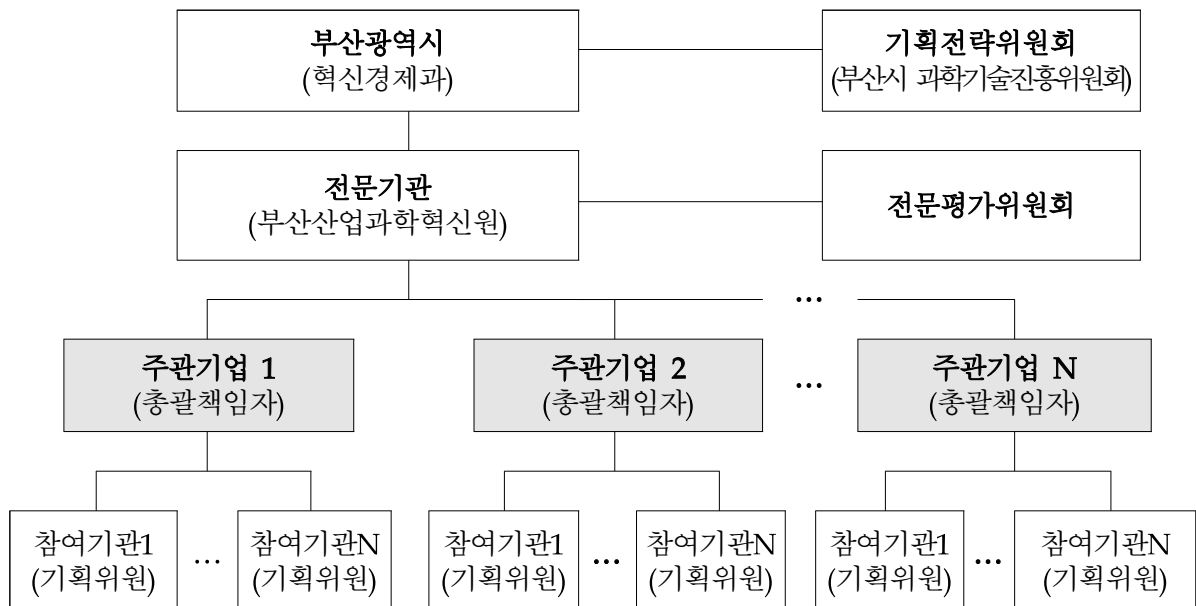 부산광역시
(혁신경제과)
기획전략위원회
(부산시 과학기술진흥위원회)
전문기관
(부산산업과학혁신원)
전문평가위원회
...
주관기업 1
(총괄책임자)
주관기업 2
(총괄책임자)
...
주관기업 N
(총괄책임자)
참여기관1
(기획위원)
...
참여기관N
(기획위원)
참여기관1
(기획위원)
...
참여기관N
(기획위원)
참여기관1
(기획위원)
...
참여기관N
(기획위원)